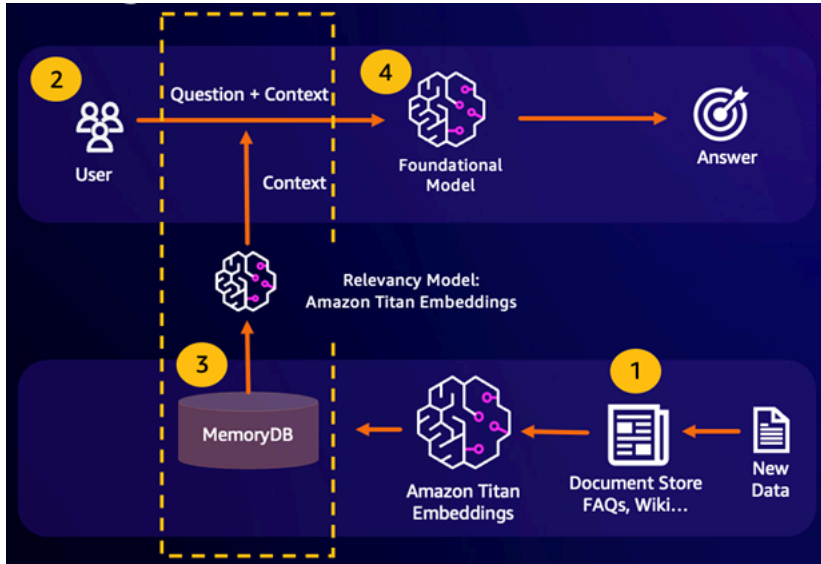 2
4
Question + Context
User
Foundational
Model
Answer
Context
Relevancy Model:
Amazon Titan Embeddings
3
1
MemoryDB
Amazon Titan
Embeddings
Document Store
FAQs, Wiki...
New
Data